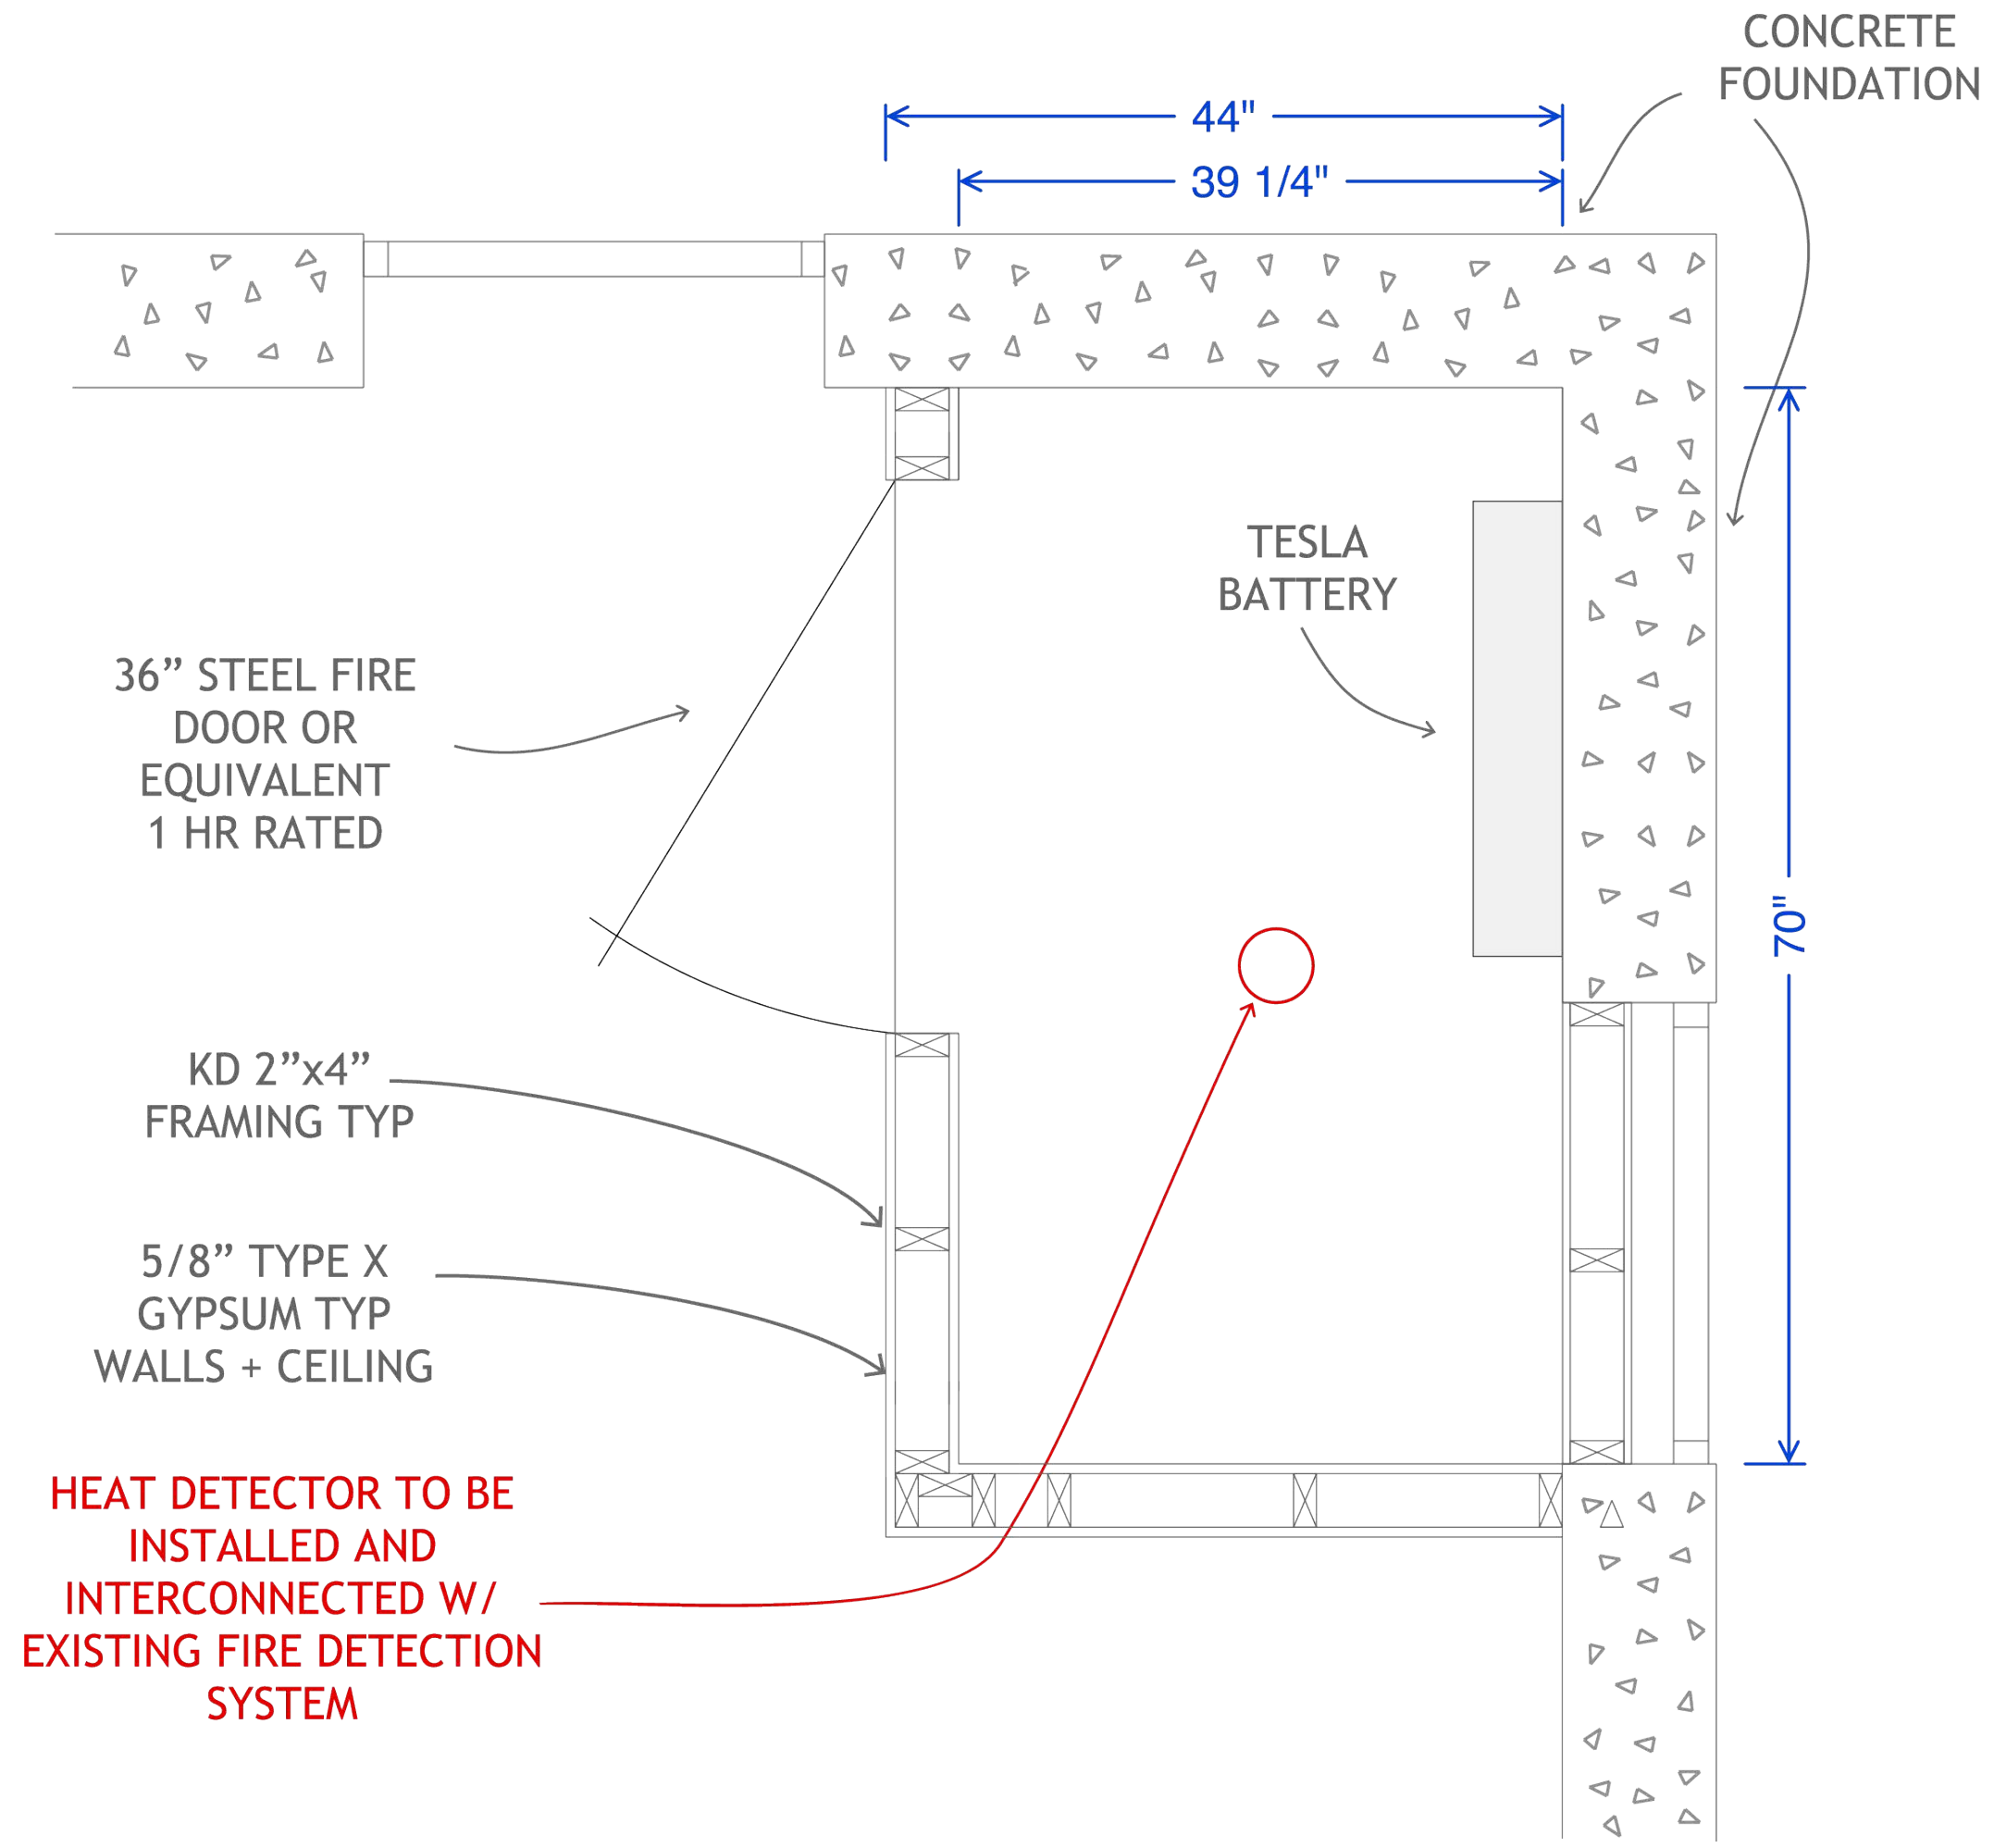 CONCRETE
FOUNDATION
44"
39 1/4"
TESLA
BATTERY
36” STEEL FIRE
DOOR OR
EQUIVALENT
1 HR RATED
70"
KD 2”x4”
FRAMING TYP
5/8” TYPE X
GYPSUM TYP
WALLS + CEILING
HEAT DETECTOR TO BE
INSTALLED AND
INTERCONNECTED W/
EXISTING FIRE DETECTION
SYSTEM